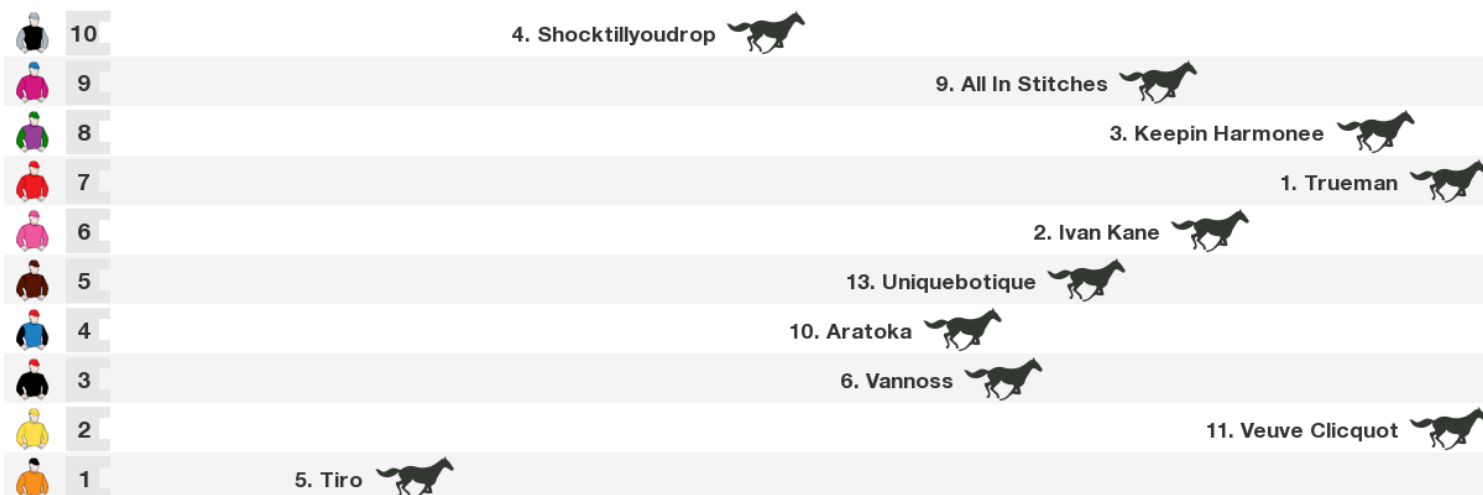 10 4. Shocktillyoudrop
9 9. All In Stitches
8 3. Keepin Harmonee
7 1. Trueman
6 2. Ivan Kane
5 13. Uniquebotique
4 10. Aratoka
3 6. Vannoss
2 11. Veuve Clicquot
1 5. Tiro